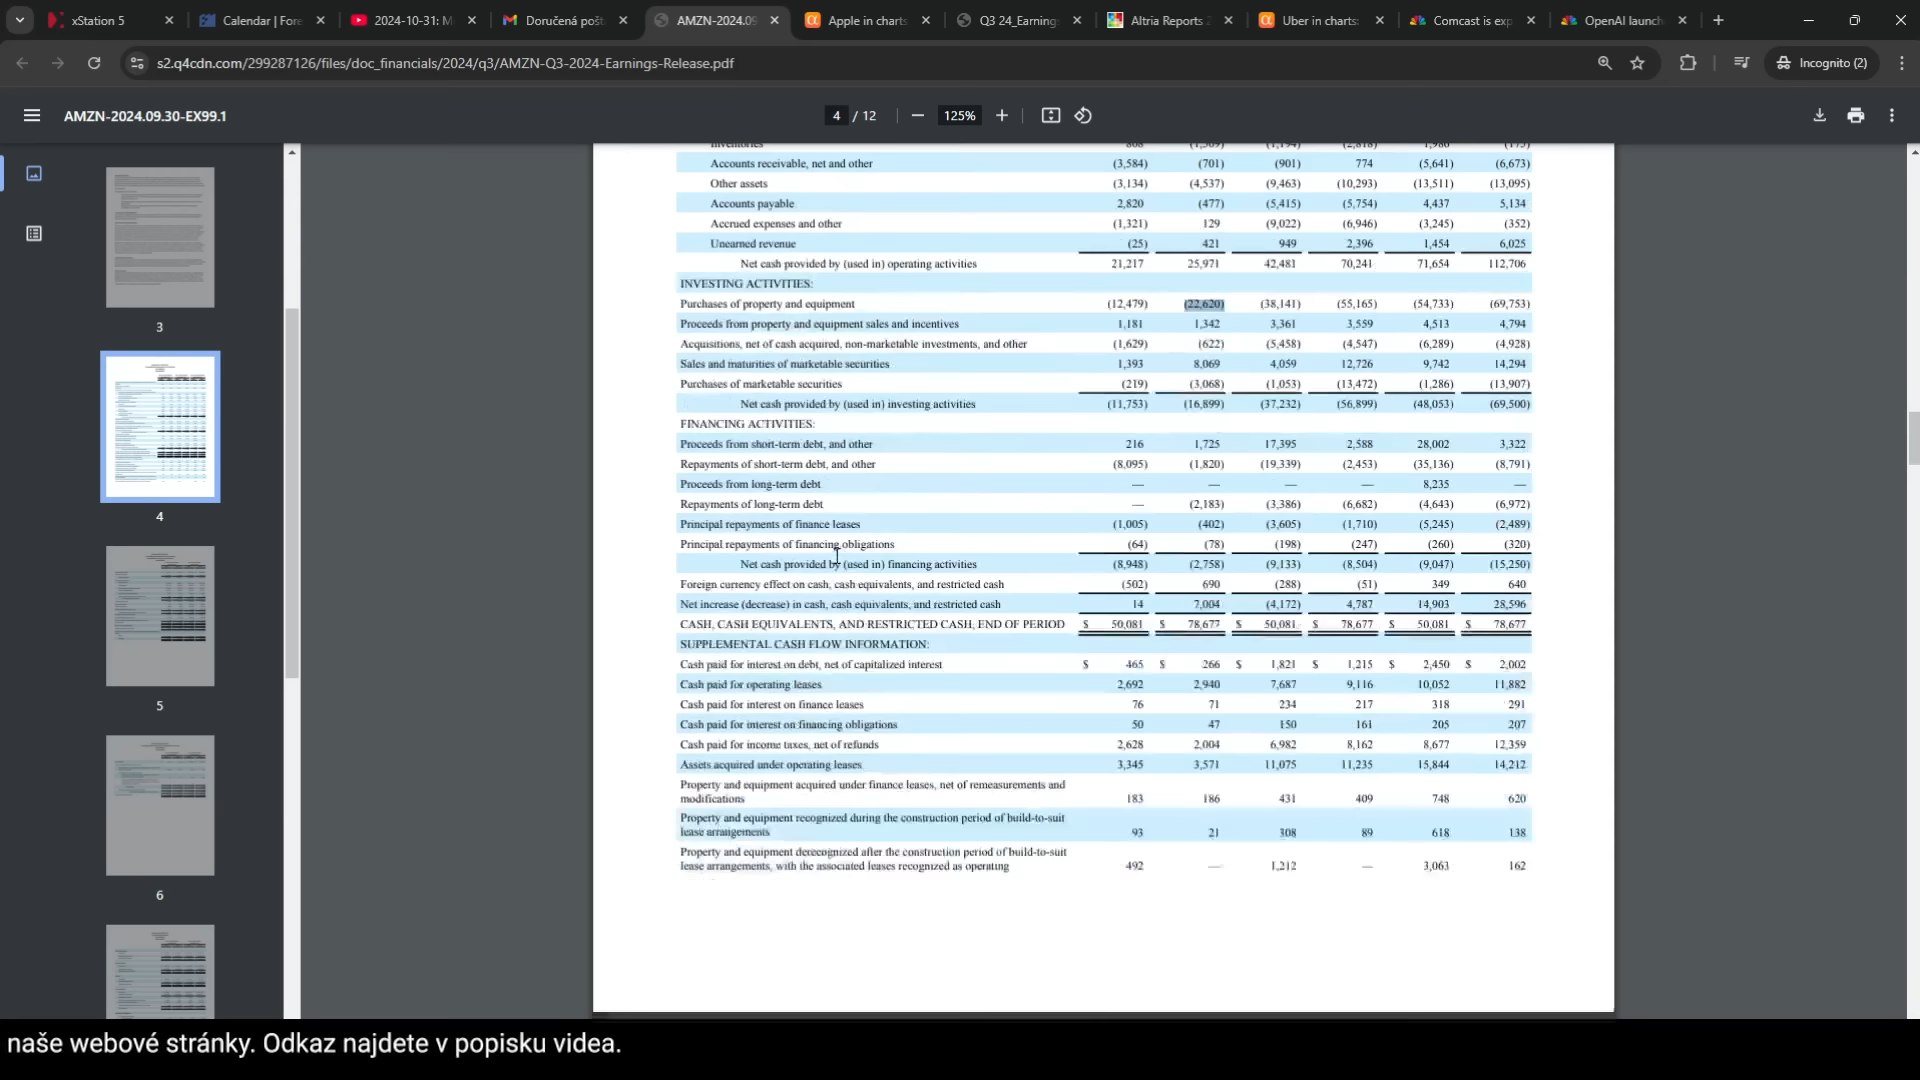 xStation 5
Calendar | Fore
2024-10-31: M
Doručená pošt
AMZN-2024.09
Apple in charts
Q3 24_Earning
Altria Reports
Uber in charts:
Comcast is exp
OpenAI launch
s2.q4cdn.com/299287126/files/doc_financials/2024/q3/AMZN-Q3-2024-Earnings-Release.pdf
Incognito (2)
AMZN-2024.09.30-EX99.1
4 / 12
125%
3
4
5
6
Inventories 808 (1,509) (1,194) (2,818) 1,980 (175)
Accounts receivable, net and other (3,584) (701) (901) 774 (5,641) (6,673)
Other assets (3,134) (4,537) (9,463) (10,293) (13,511) (13,095)
Accounts payable 2,820 (477) (5,415) (5,754) 4,437 5,134
Accrued expenses and other (1,321) 129 (9,022) (6,946) (3,245) (352)
Unearned revenue (25) 421 949 2,396 1,454 6,025
Net cash provided by (used in) operating activities 21,217 25,971 42,481 70,241 71,654 112,706
INVESTING ACTIVITIES:
Purchases of property and equipment (12,479) (22,620) (38,141) (55,165) (54,733) (69,753)
Proceeds from property and equipment sales and incentives 1,181 1,342 3,361 3,559 4,513 4,794
Acquisitions, net of cash acquired, non-marketable investments, and other (1,629) (622) (5,458) (4,547) (6,289) (4,928)
Sales and maturities of marketable securities 1,393 8,069 4,059 12,726 9,742 14,294
Purchases of marketable securities (219) (3,068) (1,053) (13,472) (1,286) (13,907)
Net cash provided by (used in) investing activities (11,753) (16,899) (37,232) (56,899) (48,053) (69,500)
FINANCING ACTIVITIES:
Proceeds from short-term debt, and other 216 1,725 17,395 2,588 28,002 3,322
Repayments of short-term debt, and other (8,095) (1,820) (19,339) (2,453) (35,136) (8,791)
Proceeds from long-term debt — — — — 8,235 —
Repayments of long-term debt — (2,183) (3,386) (6,682) (4,643) (6,972)
Principal repayments of finance leases (1,005) (402) (3,605) (1,710) (5,245) (2,489)
Principal repayments of financing obligations (64) (78) (198) (247) (260) (320)
Net cash provided by (used in) financing activities (8,948) (2,758) (9,133) (8,504) (9,047) (15,250)
Foreign currency effect on cash, cash equivalents, and restricted cash (502) 690 (288) (51) 349 640
Net increase (decrease) in cash, cash equivalents, and restricted cash 14 7,004 (4,172) 4,787 14,903 28,596
CASH, CASH EQUIVALENTS, AND RESTRICTED CASH, END OF PERIOD $ 50,081 $ 78,677 $ 50,081 $ 78,677 $ 50,081 $ 78,677
SUPPLEMENTAL CASH FLOW INFORMATION:
Cash paid for interest on debt, net of capitalized interest $ 465 $ 266 $ 1,821 $ 1,215 $ 2,450 $ 2,002
Cash paid for operating leases 2,692 2,940 7,687 9,116 10,052 11,882
Cash paid for interest on finance leases 76 71 234 217 318 291
Cash paid for interest on financing obligations 50 47 150 161 205 207
Cash paid for income taxes, net of refunds 2,628 2,004 6,982 8,162 8,677 12,359
Assets acquired under operating leases 3,345 3,571 11,075 11,235 15,844 14,212
Property and equipment acquired under finance leases, net of remeasurements and
modifications 183 186 431 409 748 620
Property and equipment recognized during the construction period of build-to-suit
lease arrangements 93 21 308 89 618 138
Property and equipment derecognized after the construction period of build-to-suit
lease arrangements, with the associated leases recognized as operating 492 — 1,212 — 3,063 162
naše webové stránky. Odkaz najdete v popisku videa.